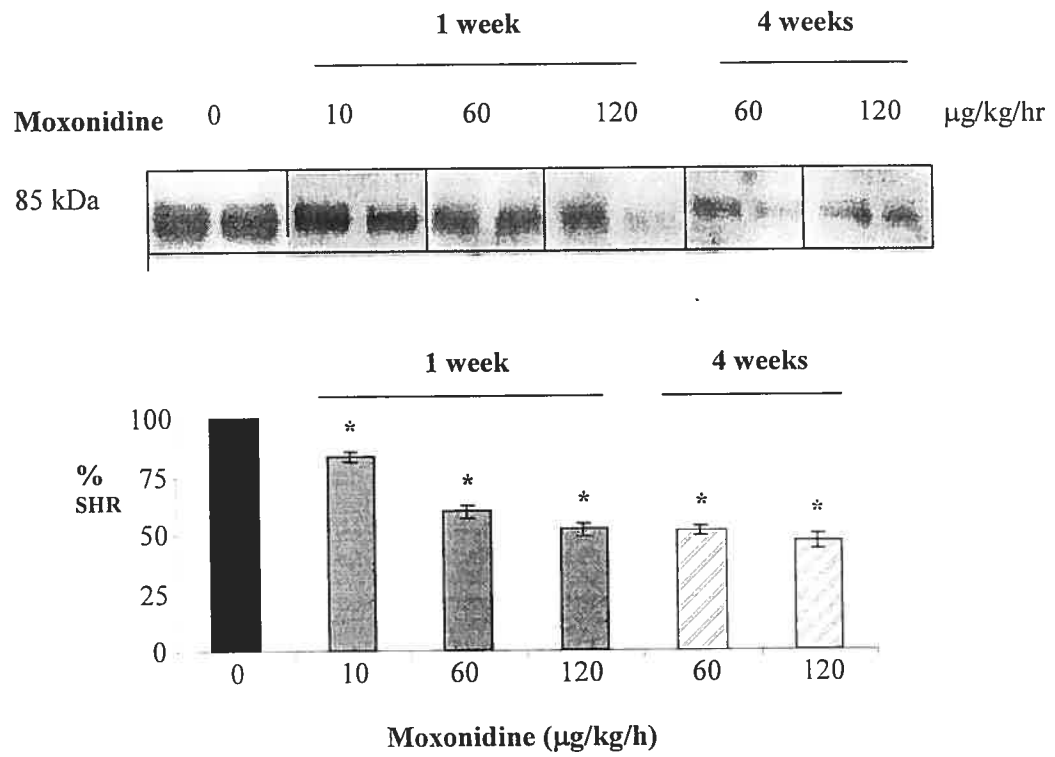 1 week 4 weeks
Moxonidine 0 10 60 120 60 120 μg/kg/hr
85 kDa
1 week 4 weeks
100
%
SHR
75
50
25
0
* * * * *
0 10 60 120 60 120
Moxonidine (μg/kg/h)